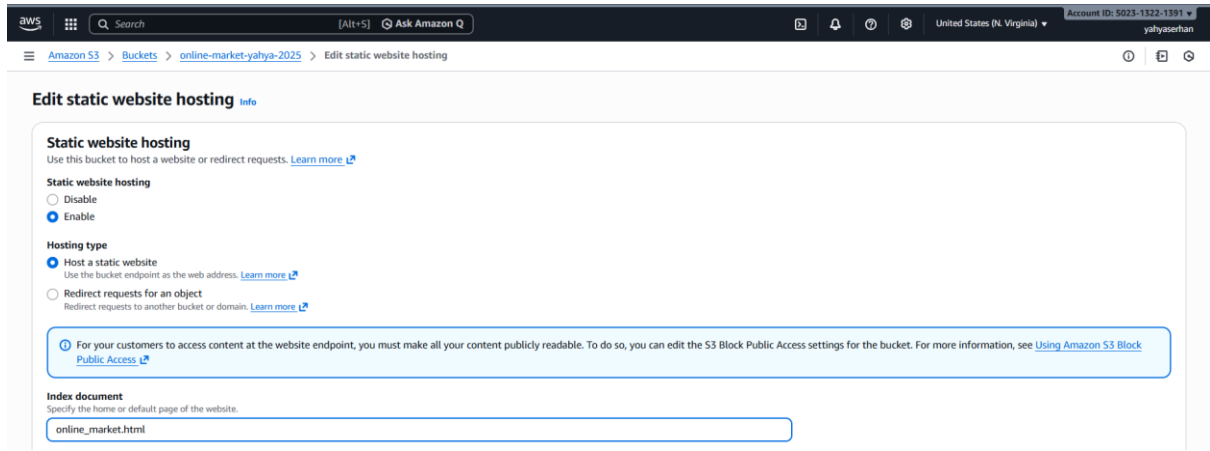 aws
Search [Alt+S] Ask Amazon Q United States (N. Virginia) Account ID: 5023-1322-1391
yahyaserhan
Amazon S3 > Buckets > online-market-yahya-2025 > Edit static website hosting
Edit static website hosting Info
Static website hosting
Use this bucket to host a website or redirect requests. Learn more
Static website hosting
Disable
Enable
Hosting type
Host a static website
Use the bucket endpoint as the web address. Learn more
Redirect requests for an object
Redirect requests to another bucket or domain. Learn more
For your customers to access content at the website endpoint, you must make all your content publicly readable. To do so, you can edit the S3 Block Public Access settings for the bucket. For more information, see Using Amazon S3 Block
Public Access
Index document
Specify the home or default page of the website.
online_market.html